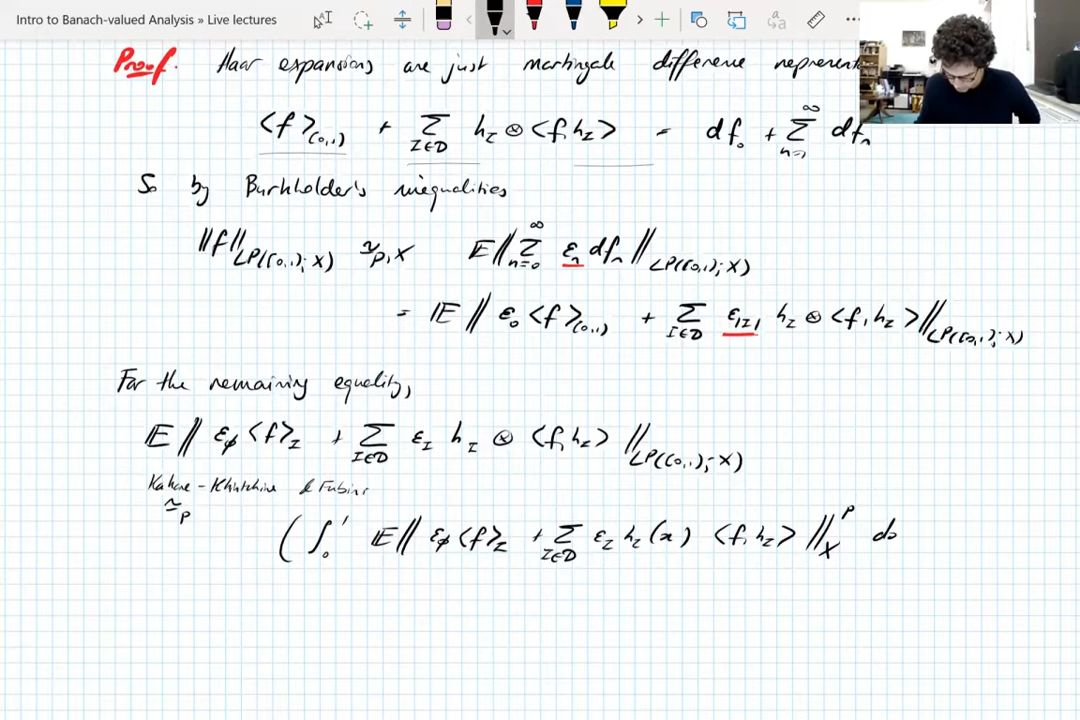 Intro to Banach-valued Analysis » Live lectures
Proof. Haar expansions are just martingale difference represent
<f>_(0,1) + Σ_{I∈D} h_I ⊗ <f,h_I> = df_0 + Σ_{n=1}^∞ df_n
So by Burkholder's inequalities
‖f‖_{L^p([0,1];X)} ≃_{p,X} E‖Σ_{n=0}^∞ ε_n df_n‖_{L^p([0,1];X)}
= E‖ε_0 <f>_{(0,1)} + Σ_{I∈D} ε_{|I|} h_I ⊗ <f,h_I>‖_{L^p([0,1];X)}
For the remaining equality,
E‖ε_ϕ <f>_I + Σ_{I∈D} ε_I h_I ⊗ <f,h_I>‖_{L^p([0,1];X)}
Kahane-Khintchine & Fubini
≃_p (∫_0^1 E‖ε_ϕ <f>_I + Σ_{I∈D} ε_I h_I(x) <f,h_I>‖_X^p d